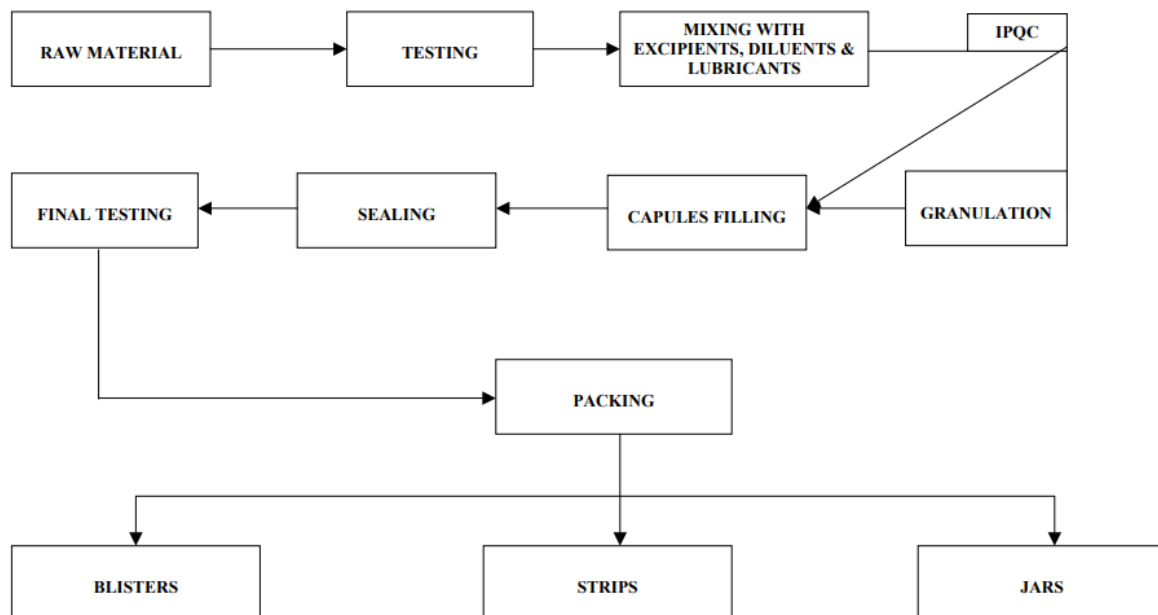 RAW MATERIAL
TESTING
MIXING WITH
EXCIPIENTS, DILUENTS &
LUBRICANTS
IPQC
FINAL TESTING
SEALING
CAPULES FILLING
GRANULATION
PACKING
BLISTERS
STRIPS
JARS